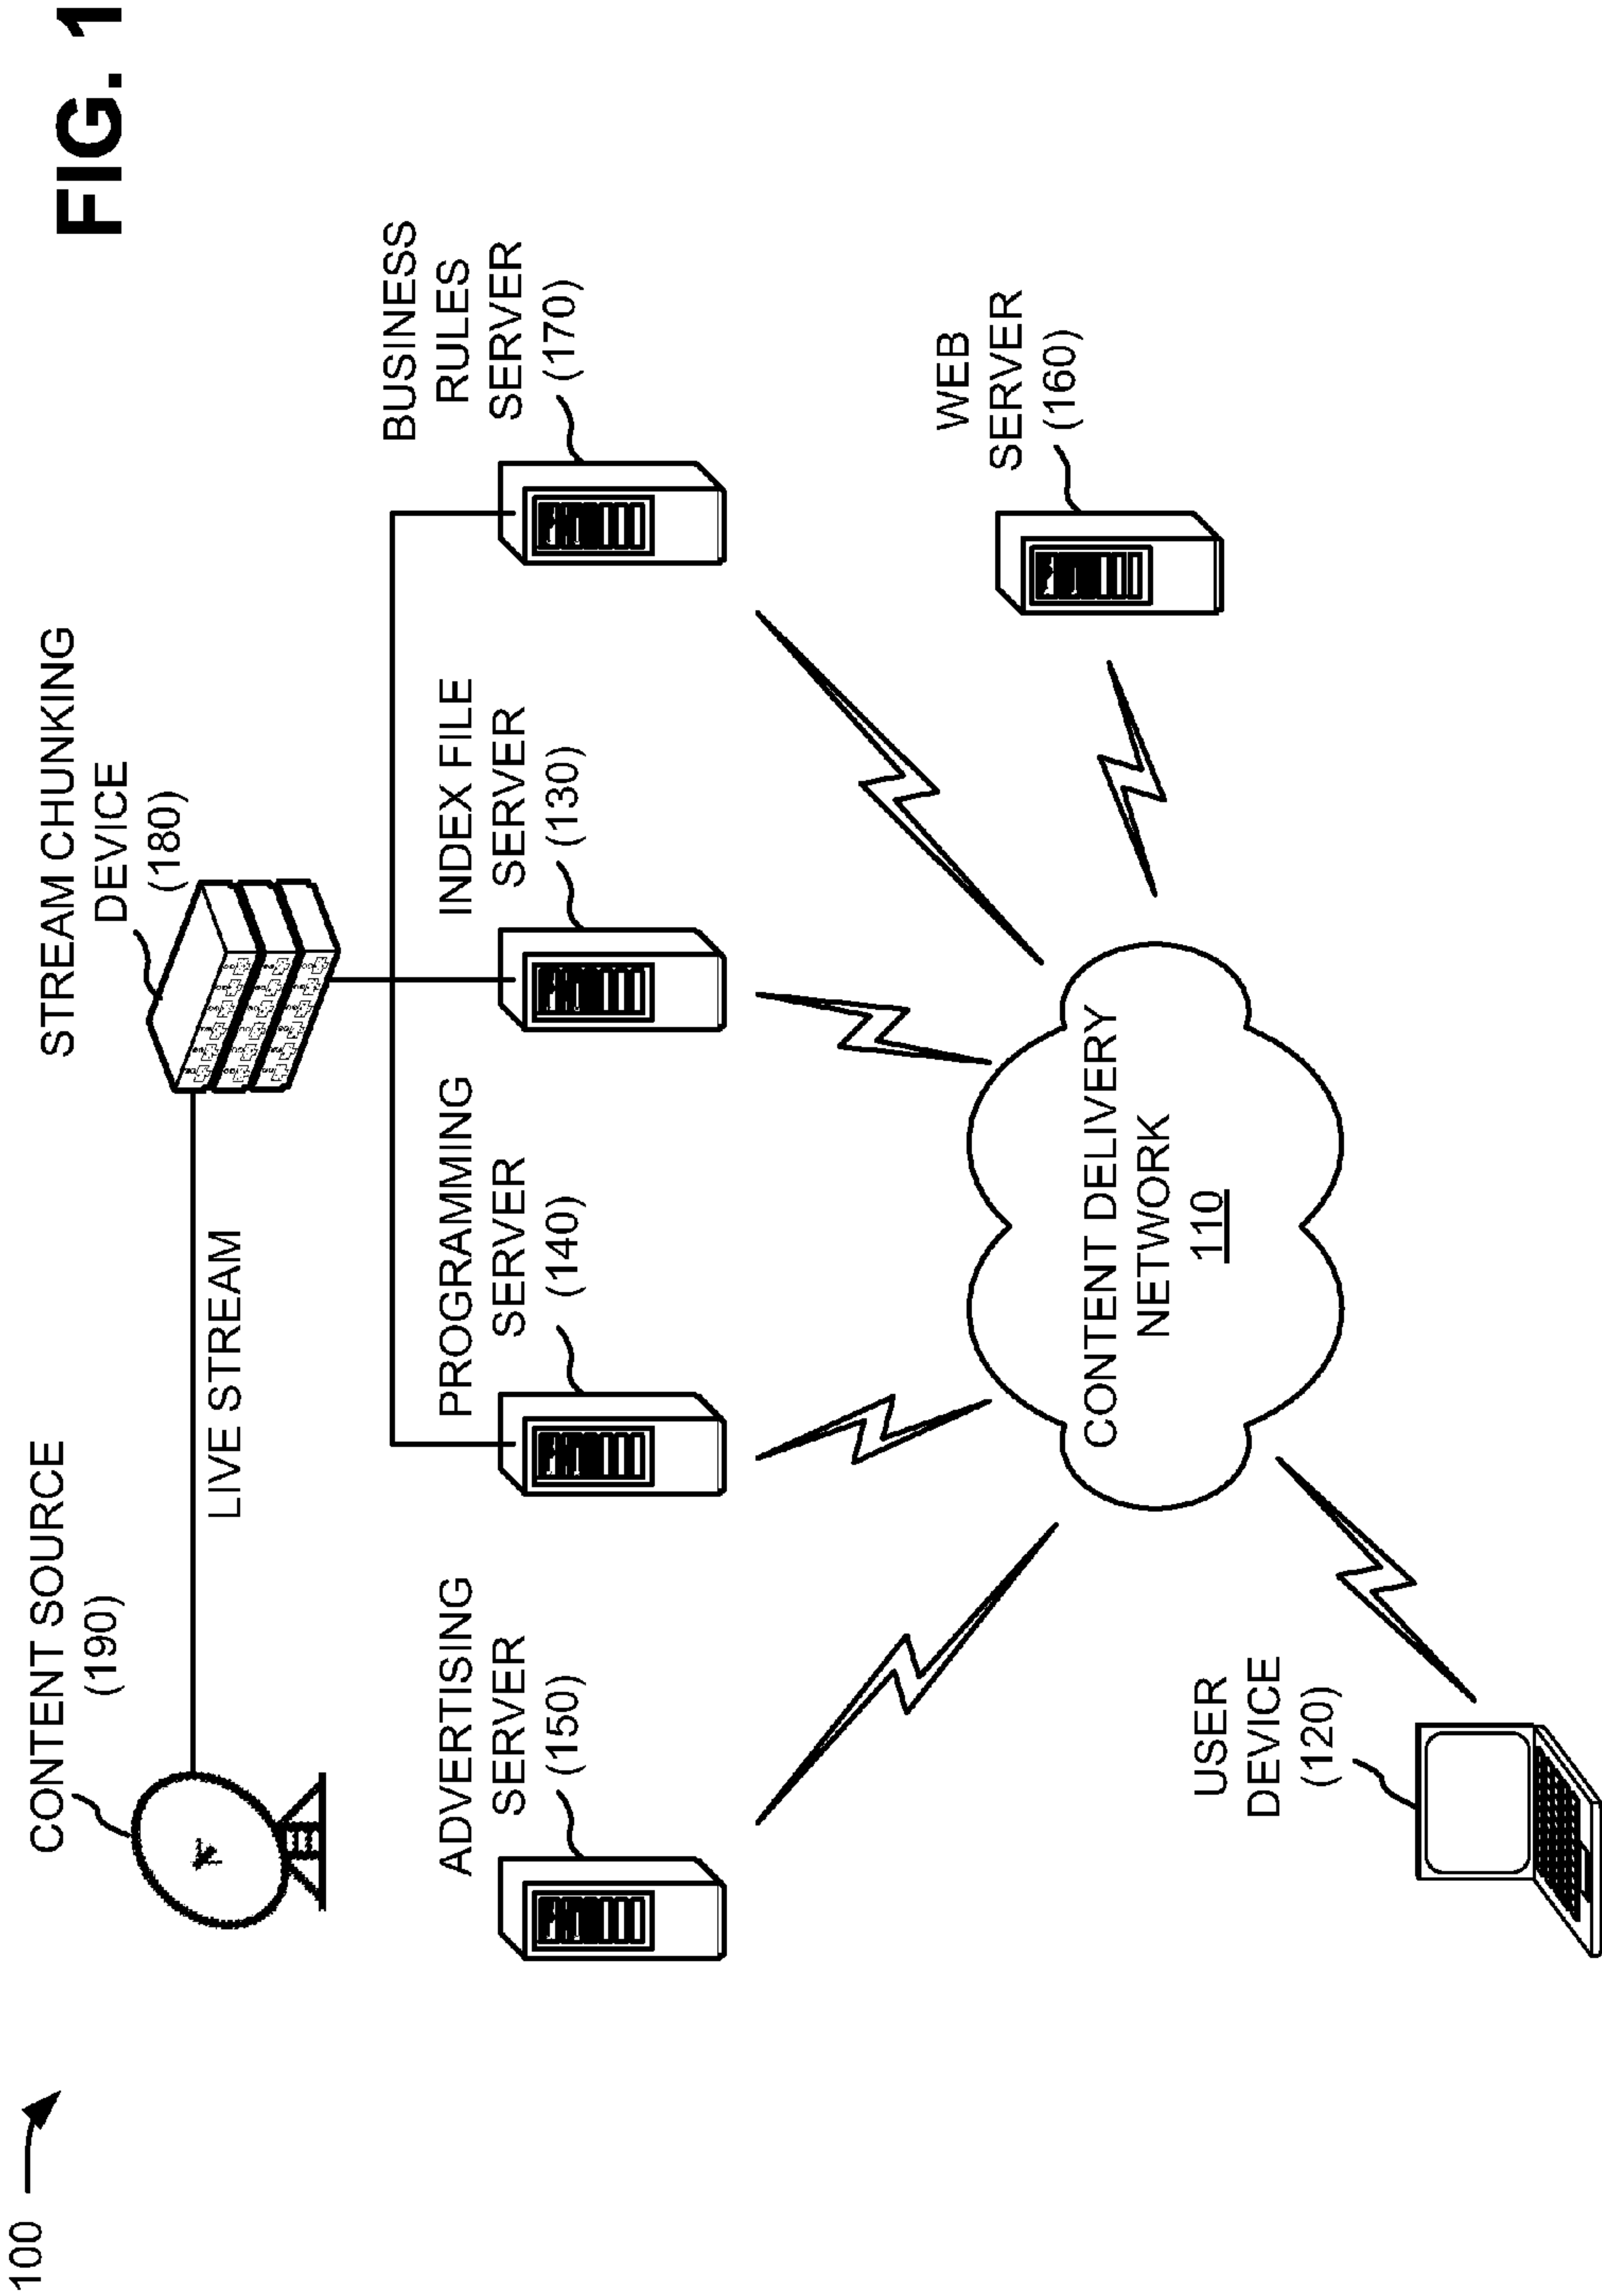 FIG. 1
100
CONTENT SOURCE
(190)
LIVE STREAM
STREAM CHUNKING
DEVICE
(180)
ADVERTISING
SERVER
(150)
PROGRAMMING
SERVER
(140)
INDEX FILE
SERVER
(130)
BUSINESS
RULES
SERVER
(170)
WEB
SERVER
(160)
CONTENT DELIVERY
NETWORK
110
USER
DEVICE
(120)